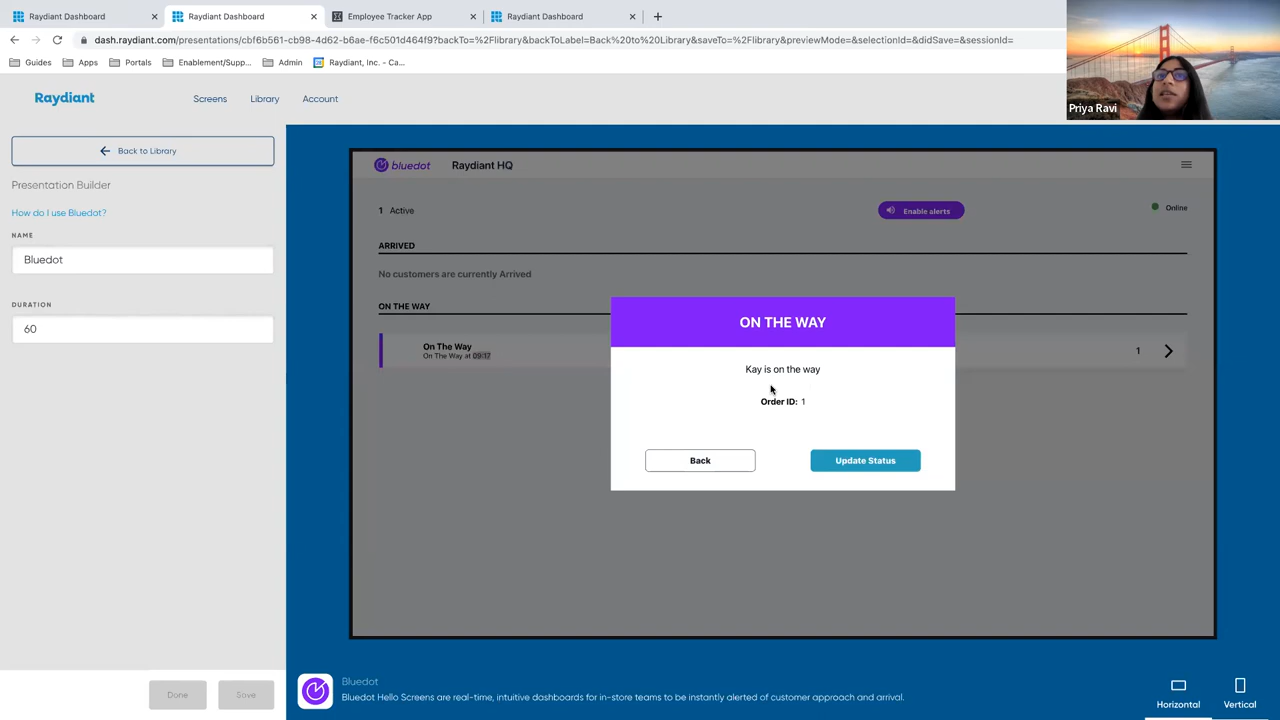 Raydiant Dashboard
Raydiant Dashboard
Employee Tracker App
Raydiant Dashboard
dash.raydiant.com/presentations/cbf6b561-cb98-4d62-b6ae-f6c501d464f9?backTo=%2Flibrary&backToLabel=Back%20to%20Library&saveTo=%2Flibrary&previewMode=&selectionId=&didSave=&sessionId=
Guides
Apps
Portals
Enablement/Supp...
Admin
Raydiant, Inc. - Ca...
Priya Ravi
Raydiant
Screens
Library
Account
Back to Library
Presentation Builder
How do I use Bluedot?
NAME
Bluedot
DURATION
60
Done
Save
bluedot
Raydiant HQ
1 Active
Enable alerts
Online
ARRIVED
No customers are currently Arrived
ON THE WAY
On The Way
On The Way at 09:17
1
ON THE WAY
Kay is on the way
Order ID: 1
Back
Update Status
Bluedot
Bluedot Hello Screens are real-time, intuitive dashboards for in-store teams to be instantly alerted of customer approach and arrival.
Horizontal
Vertical